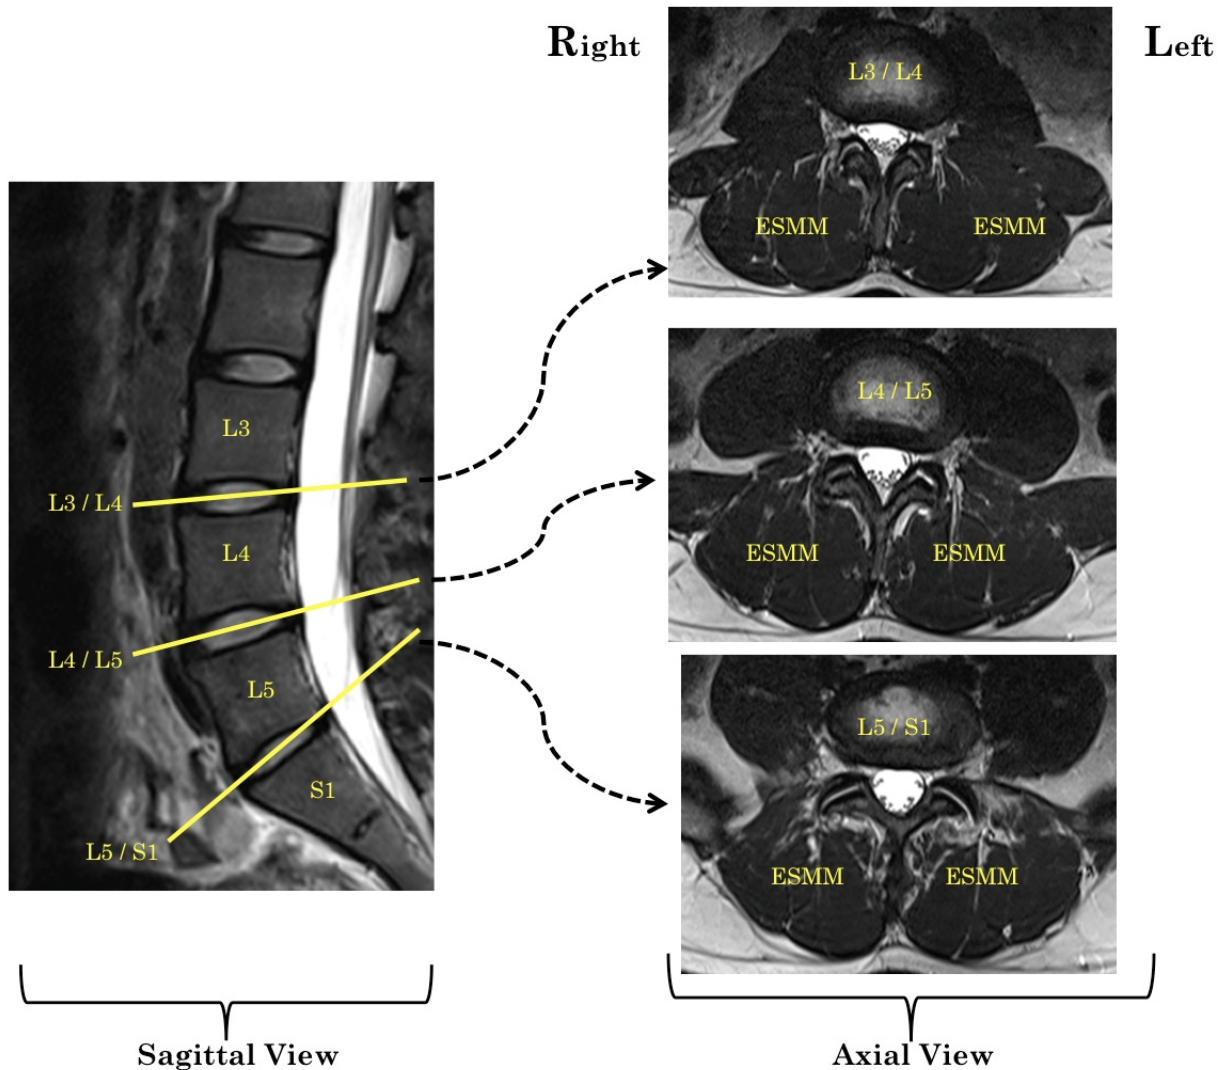 Right
Left
L3 / L4
ESMM
ESMM
L3
L3 / L4
L4
L4 / L5
ESMM
ESMM
L4 / L5
L5
S1
L5 / S1
L5 / S1
ESMM
ESMM
Sagittal View
Axial View